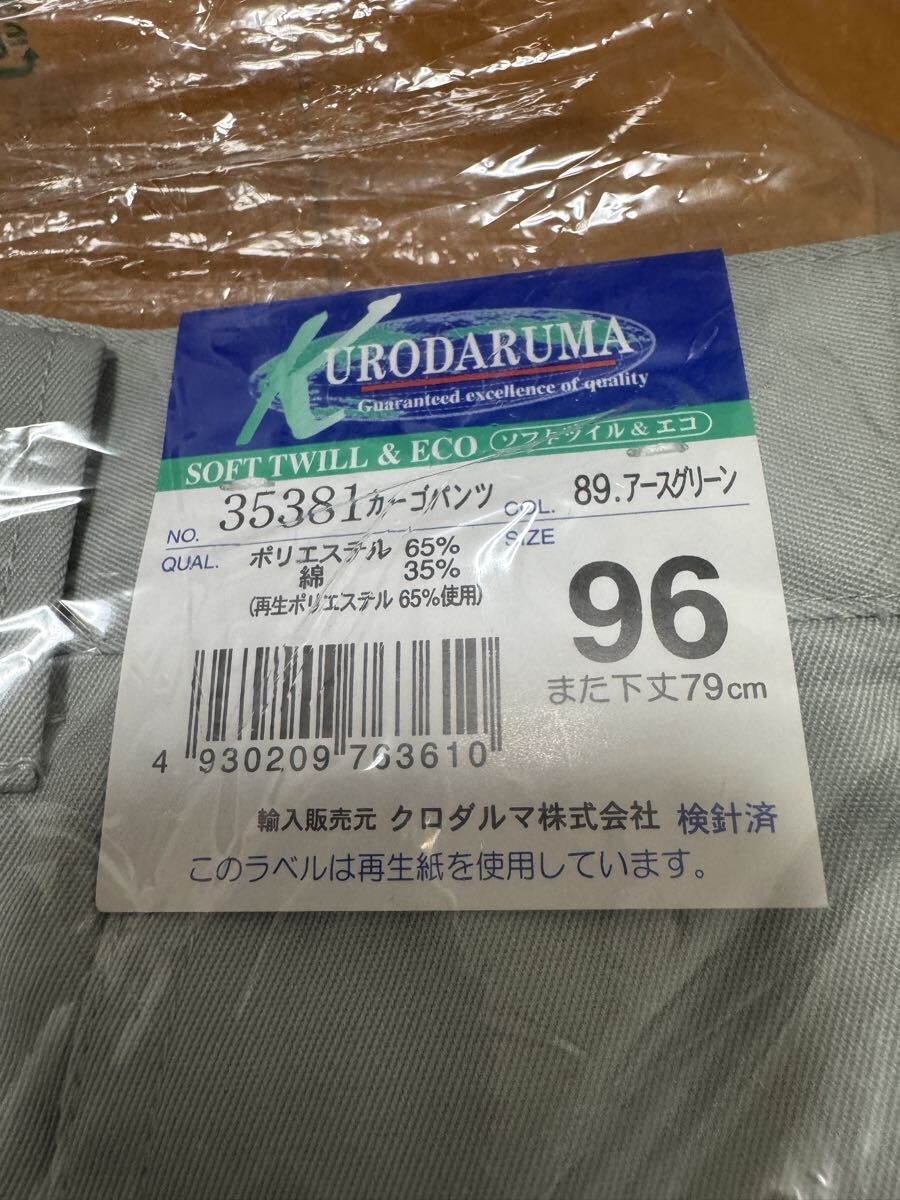 KURODARUMA
Guaranteed excellence of quality
SOFT TWILL & ECO ソフトツイル&エコ
NO. 35381カーゴパンツ COL. 89.アースグリーン
QUAL. ポリエステル 65% SIZE
綿 35%
(再生ポリエステル 65%使用)
96
また下丈79cm
4 930209 763610
輸入販売元 クロダルマ株式会社 検針済
このラベルは再生紙を使用しています。